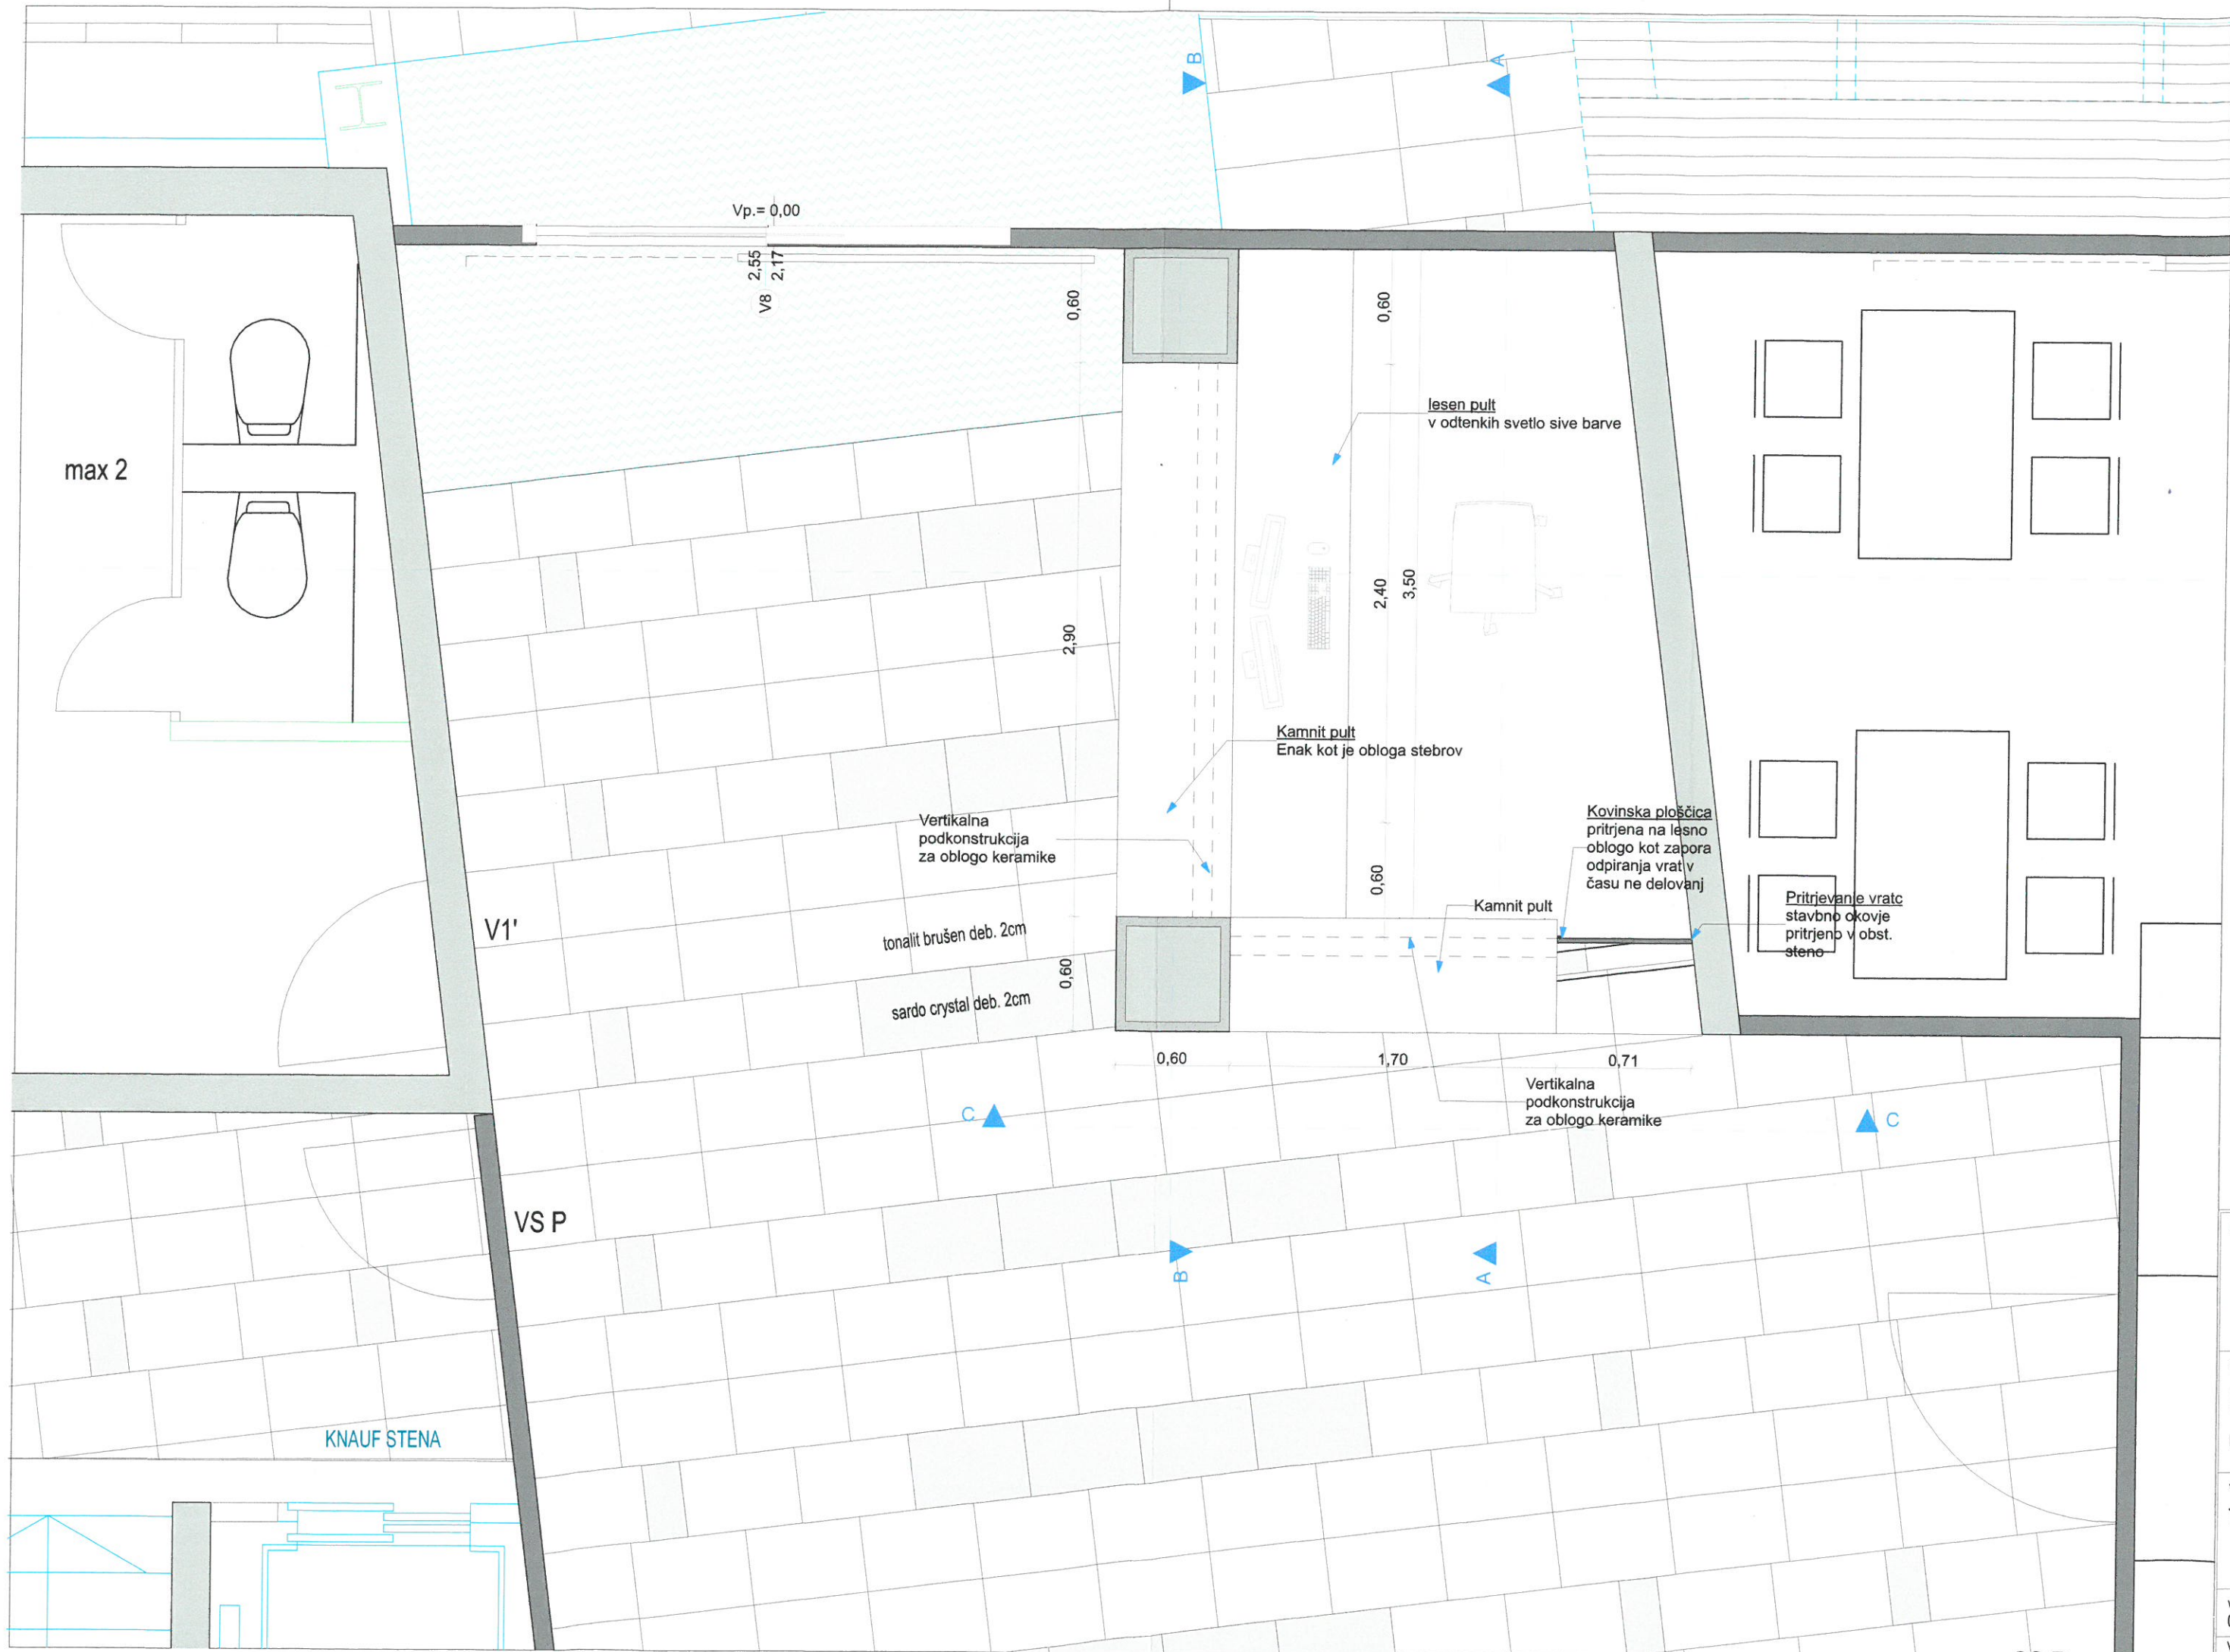 B
A
Vp.= 0,00
2,55
2,17
V8
0,60
0,60
lesen pult
v odtenkih svetlo sive barve
max 2
2,40
3,50
2,90
Kamnit pult
Enak kot je obloga stebrov
Vertikalna
podkonstrukcija
za oblogo keramike
Kovinska ploščica
pritrjena na lesno
oblogo kot zapora
odpiranja vrat v
času ne delovanj
0,60
Kamnit pult
Pritrjevanje vratc
stavbno okovje
pritrjeno v obst.
steno
V1'
tonalit brušen deb. 2cm
0,60
sardo crystal deb. 2cm
0,60
1,70
0,71
Vertikalna
podkonstrukcija
za oblogo keramike
C
C
VS P
B
A
KNAUF STENA